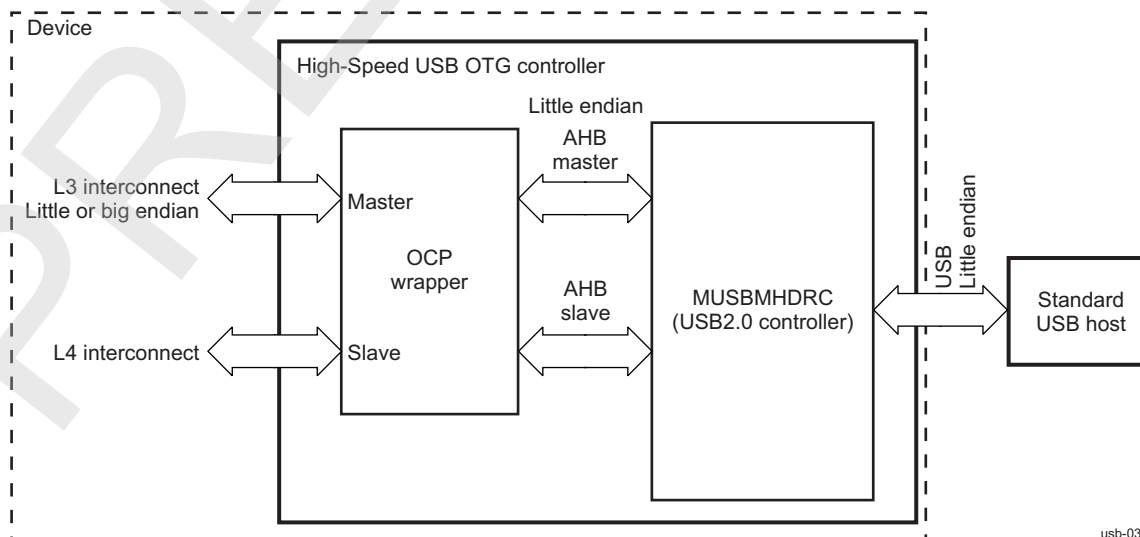 Device
High-Speed USB OTG controller
Little endian
AHB
master
L3 interconnect
Little or big endian
Master
OCP
wrapper
AHB
slave
MUSBMHDRC
(USB2.0 controller)
USB
Little endian
Standard
USB host
L4 interconnect
Slave
usb-03
PRE